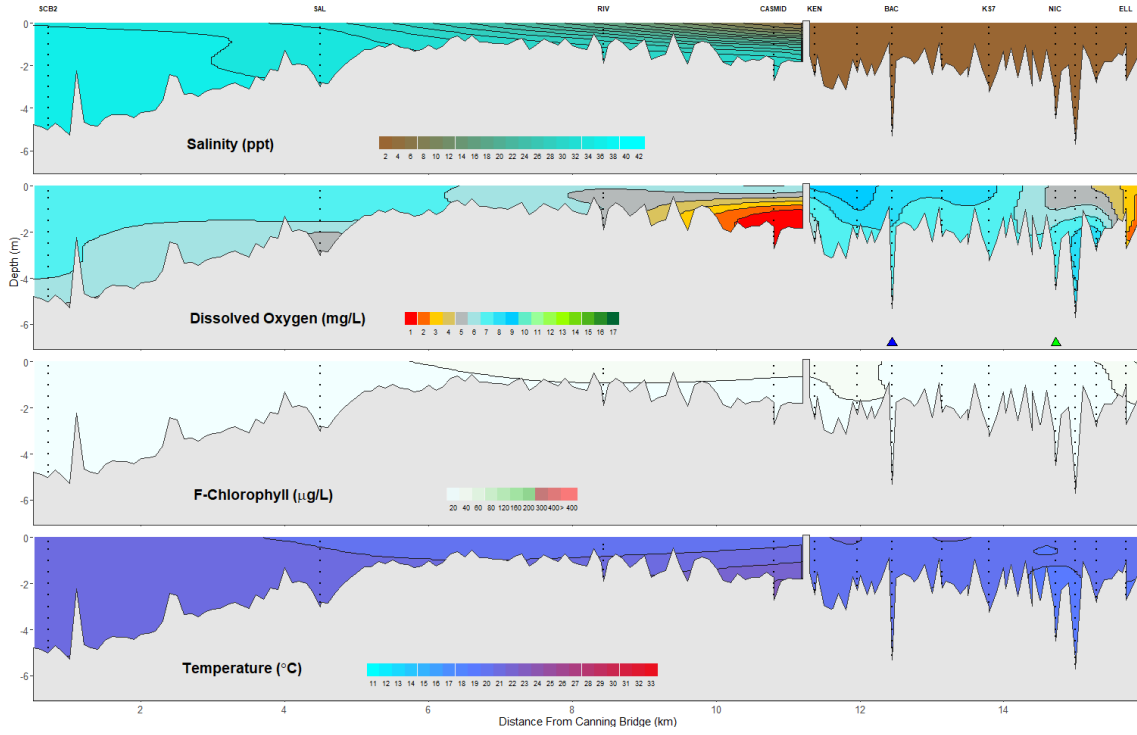 SCB2 SAL RIV CASMID KEN BAC KS7 NIC ELL
0
-2
-4
-6
Salinity (ppt)
2 4 6 8 10 12 14 16 18 20 22 24 26 28 30 32 34 36 38 40 42
0
-2
-4
-6
Depth (m)
Dissolved Oxygen (mg/L)
1 2 3 4 5 6 7 8 9 10 11 12 13 14 15 16 17
0
-2
-4
-6
F-Chlorophyll (µg/L)
20 40 60 80 120 160 200 300 400 > 400
0
-2
-4
-6
Temperature (°C)
11 12 13 14 15 16 17 18 19 20 21 22 23 24 25 26 27 28 29 30 31 32 33
2 4 6 8 10 12 14
Distance From Canning Bridge (km)